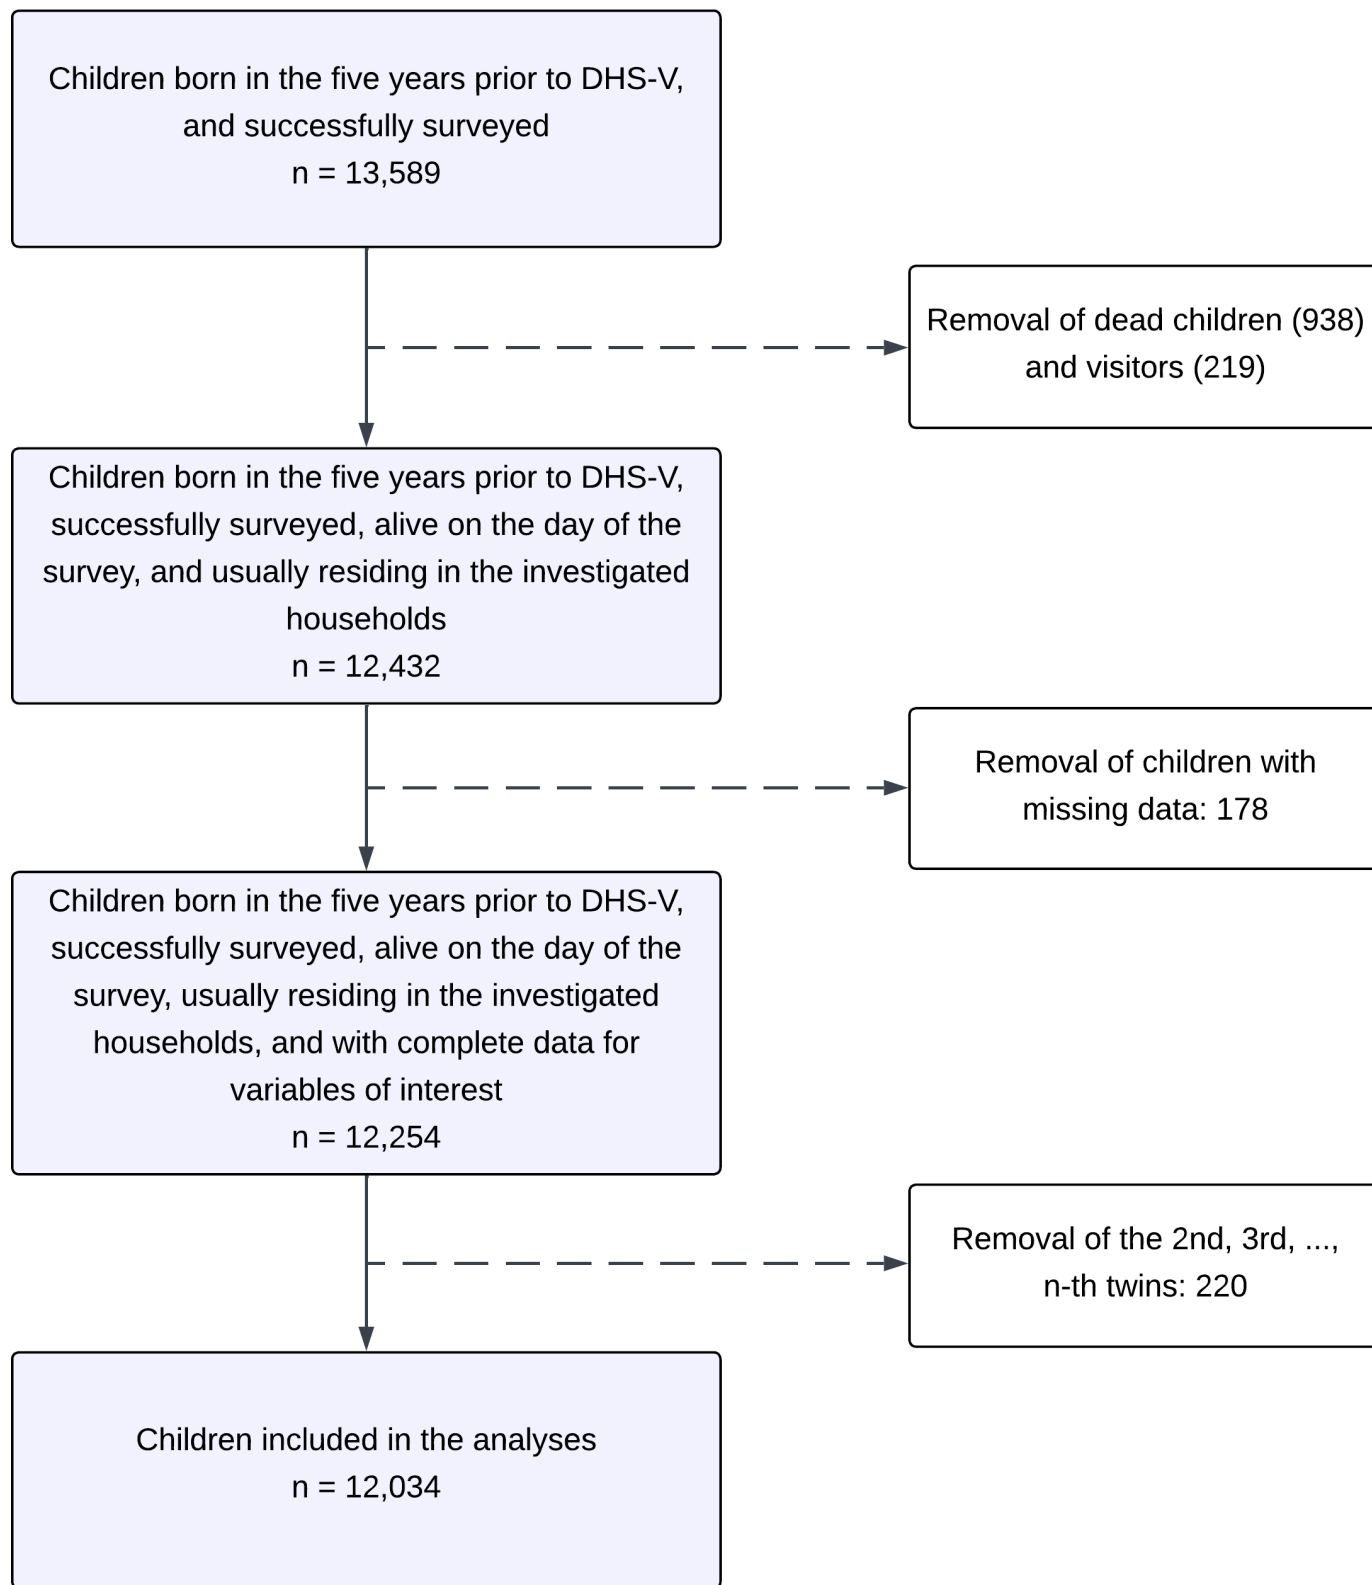 Children born in the five years prior to DHS-V,
and successfully surveyed
n = 13,589
Removal of dead children (938)
and visitors (219)
Children born in the five years prior to DHS-V,
successfully surveyed, alive on the day of the
survey, and usually residing in the investigated
households
n = 12,432
Removal of children with
missing data: 178
Children born in the five years prior to DHS-V,
successfully surveyed, alive on the day of the
survey, usually residing in the investigated
households, and with complete data for
variables of interest
n = 12,254
Removal of the 2nd, 3rd, ...,
n-th twins: 220
Children included in the analyses
n = 12,034